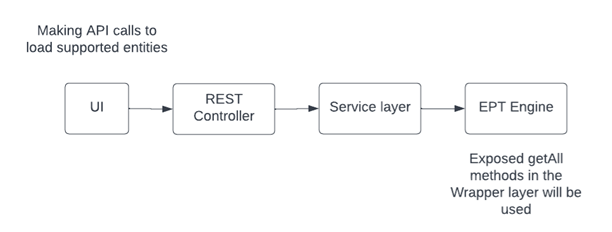 Making API calls to
load supported entities
UI
REST
Controller
Service layer
EPT Engine
Exposed getAll
methods in the
Wrapper layer will be
used